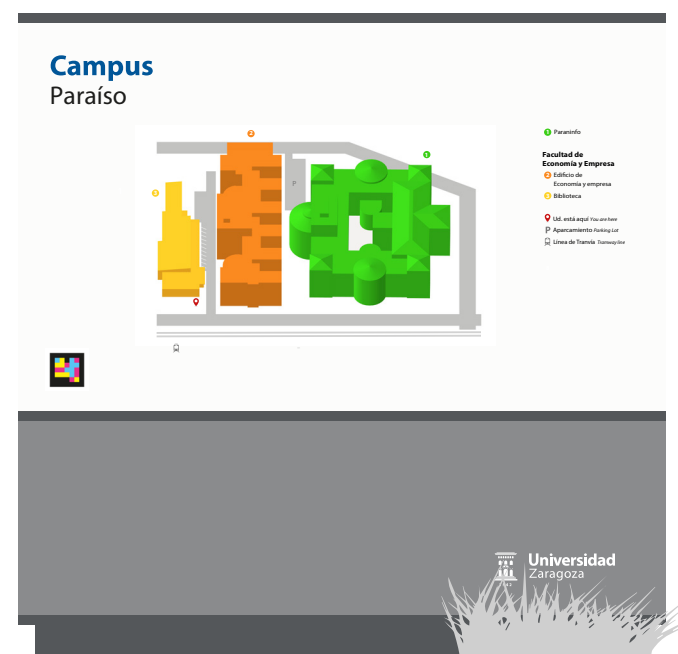 Campus
Paraíso
2
1
P
3
1 Paraninfo
Facultad de
Economía y Empresa
2 Edificio de
Economía y empresa
3 Biblioteca
Ud. está aquí You are here
P Aparcamiento Parking Lot
Línea de Tranvía Tramway line
Universidad
Zaragoza